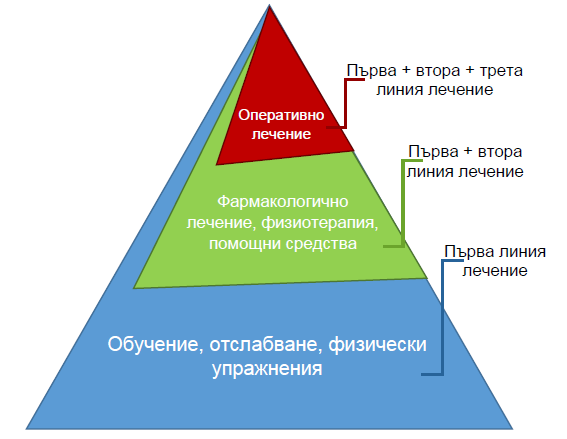 Първа + втора + трета
линия лечение
Оперативно
лечение
Първа + втора
линия лечение
Фармакологично
лечение, физиотерапия,
помощни средства
Първа линия
лечение
Обучение, отслабване, физически
упражнения